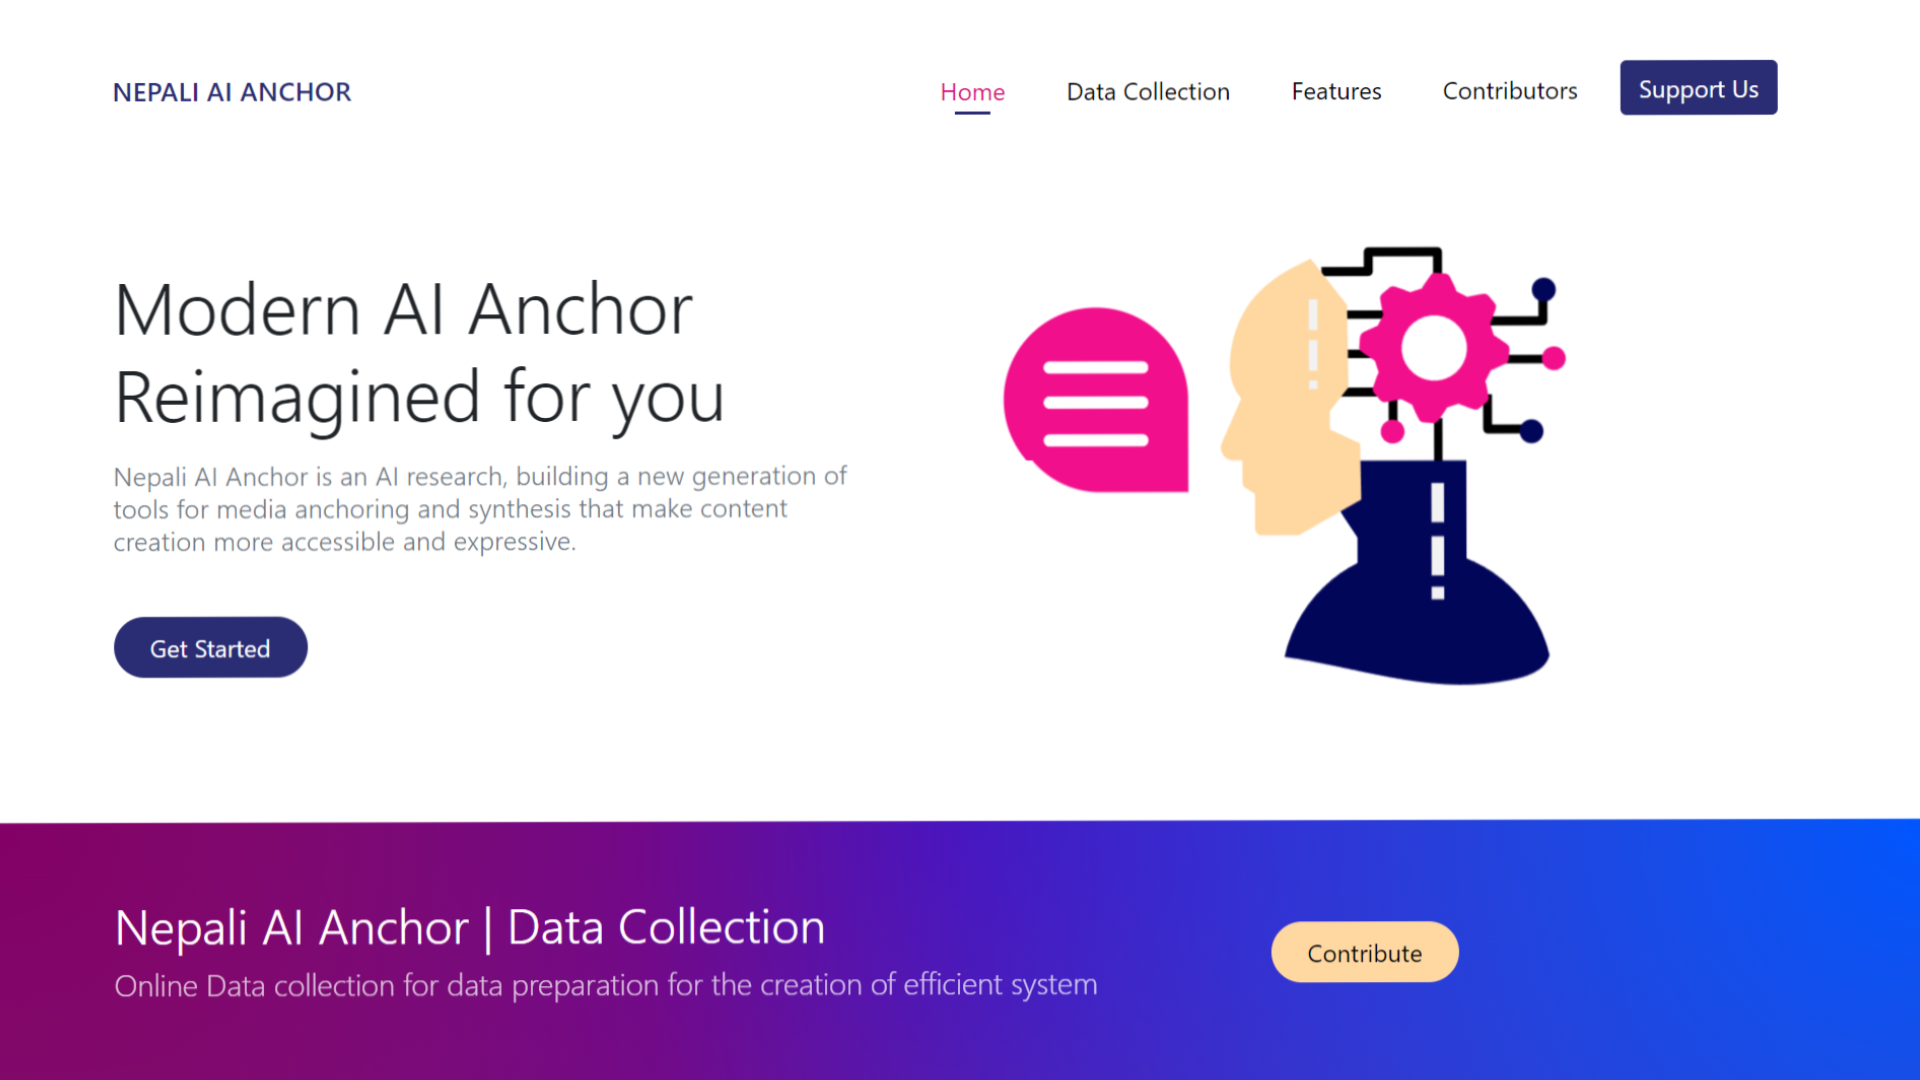 NEPALI AI ANCHOR
Home
Data Collection
Features
Contributors
Support Us
Modern AI Anchor
Reimagined for you
Nepali AI Anchor is an AI research, building a new generation of
tools for media anchoring and synthesis that make content
creation more accessible and expressive.
Get Started
Nepali AI Anchor | Data Collection
Online Data collection for data preparation for the creation of efficient system
Contribute